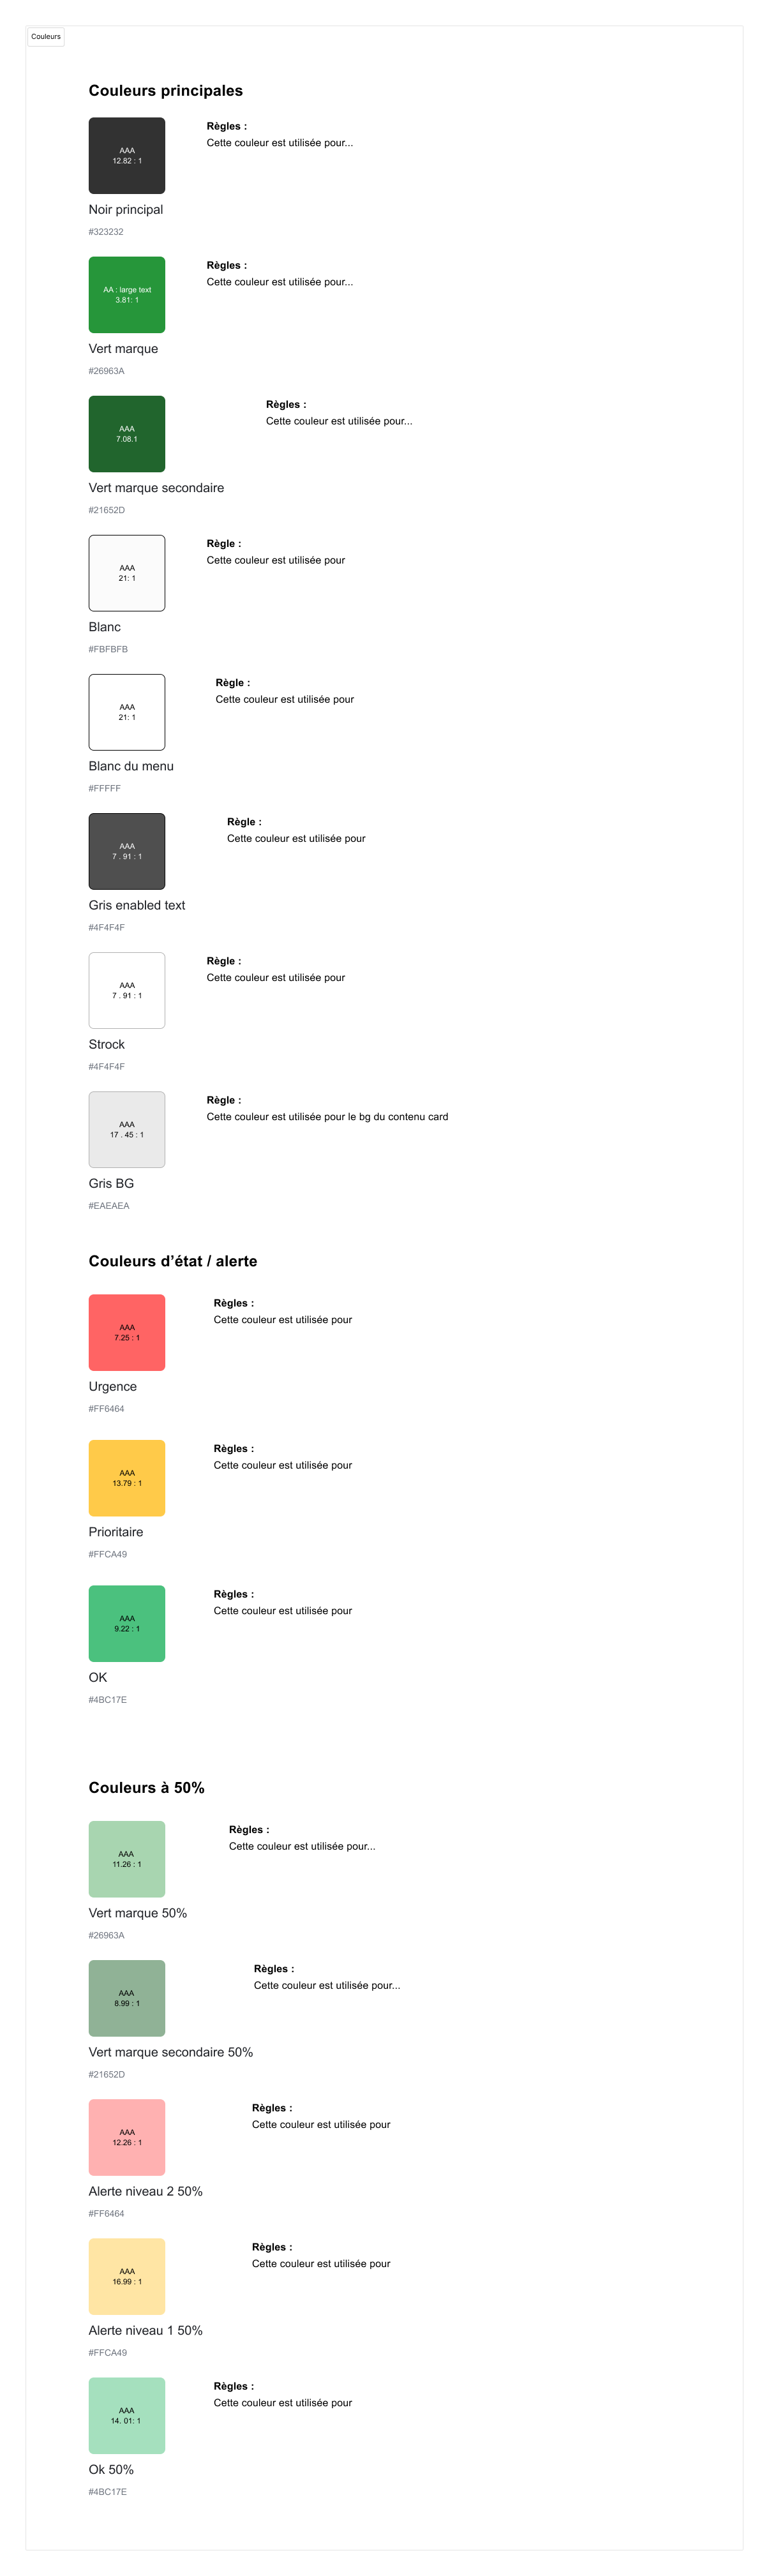 Couleurs
Couleurs principales
AAA
12.82 : 1
Règles :
Cette couleur est utilisée pour...
Noir principal
#323232
AA : large text
3.81: 1
Règles :
Cette couleur est utilisée pour...
Vert marque
#26963A
AAA
7.08.1
Règles :
Cette couleur est utilisée pour...
Vert marque secondaire
#21652D
AAA
21: 1
Règle :
Cette couleur est utilisée pour
Blanc
#FBFBFB
AAA
21: 1
Règle :
Cette couleur est utilisée pour
Blanc du menu
#FFFFF
AAA
7 . 91 : 1
Règle :
Cette couleur est utilisée pour
Gris enabled text
#4F4F4F
AAA
7 . 91 : 1
Règle :
Cette couleur est utilisée pour
Strock
#4F4F4F
AAA
17 . 45 : 1
Règle :
Cette couleur est utilisée pour le bg du contenu card
Gris BG
#EAEAEA
Couleurs d’état / alerte
AAA
7.25 : 1
Règles :
Cette couleur est utilisée pour
Urgence
#FF6464
AAA
13.79 : 1
Règles :
Cette couleur est utilisée pour
Prioritaire
#FFCA49
AAA
9.22 : 1
Règles :
Cette couleur est utilisée pour
OK
#4BC17E
Couleurs à 50%
AAA
11.26 : 1
Règles :
Cette couleur est utilisée pour...
Vert marque 50%
#26963A
AAA
8.99 : 1
Règles :
Cette couleur est utilisée pour...
Vert marque secondaire 50%
#21652D
AAA
12.26 : 1
Règles :
Cette couleur est utilisée pour
Alerte niveau 2 50%
#FF6464
AAA
16.99 : 1
Règles :
Cette couleur est utilisée pour
Alerte niveau 1 50%
#FFCA49
AAA
14. 01: 1
Règles :
Cette couleur est utilisée pour
Ok 50%
#4BC17E